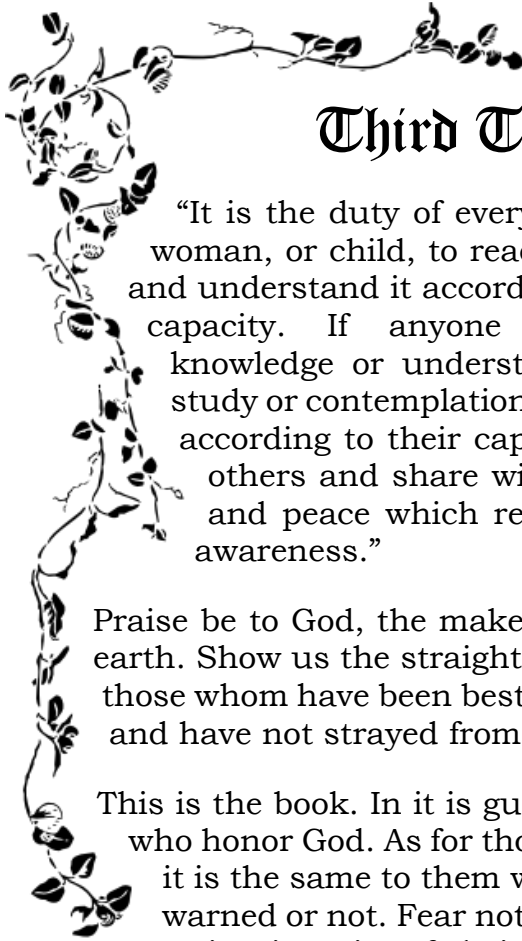 Third T
“It is the duty of every
woman, or child, to read
and understand it accord
capacity. If anyone
knowledge or underst
study or contemplation
according to their cap
others and share wi
and peace which re
awareness.”
Praise be to God, the make
earth. Show us the straight
those whom have been best
and have not strayed from
This is the book. In it is gu
who honor God. As for tho
it is the same to them w
warned or not. Fear not